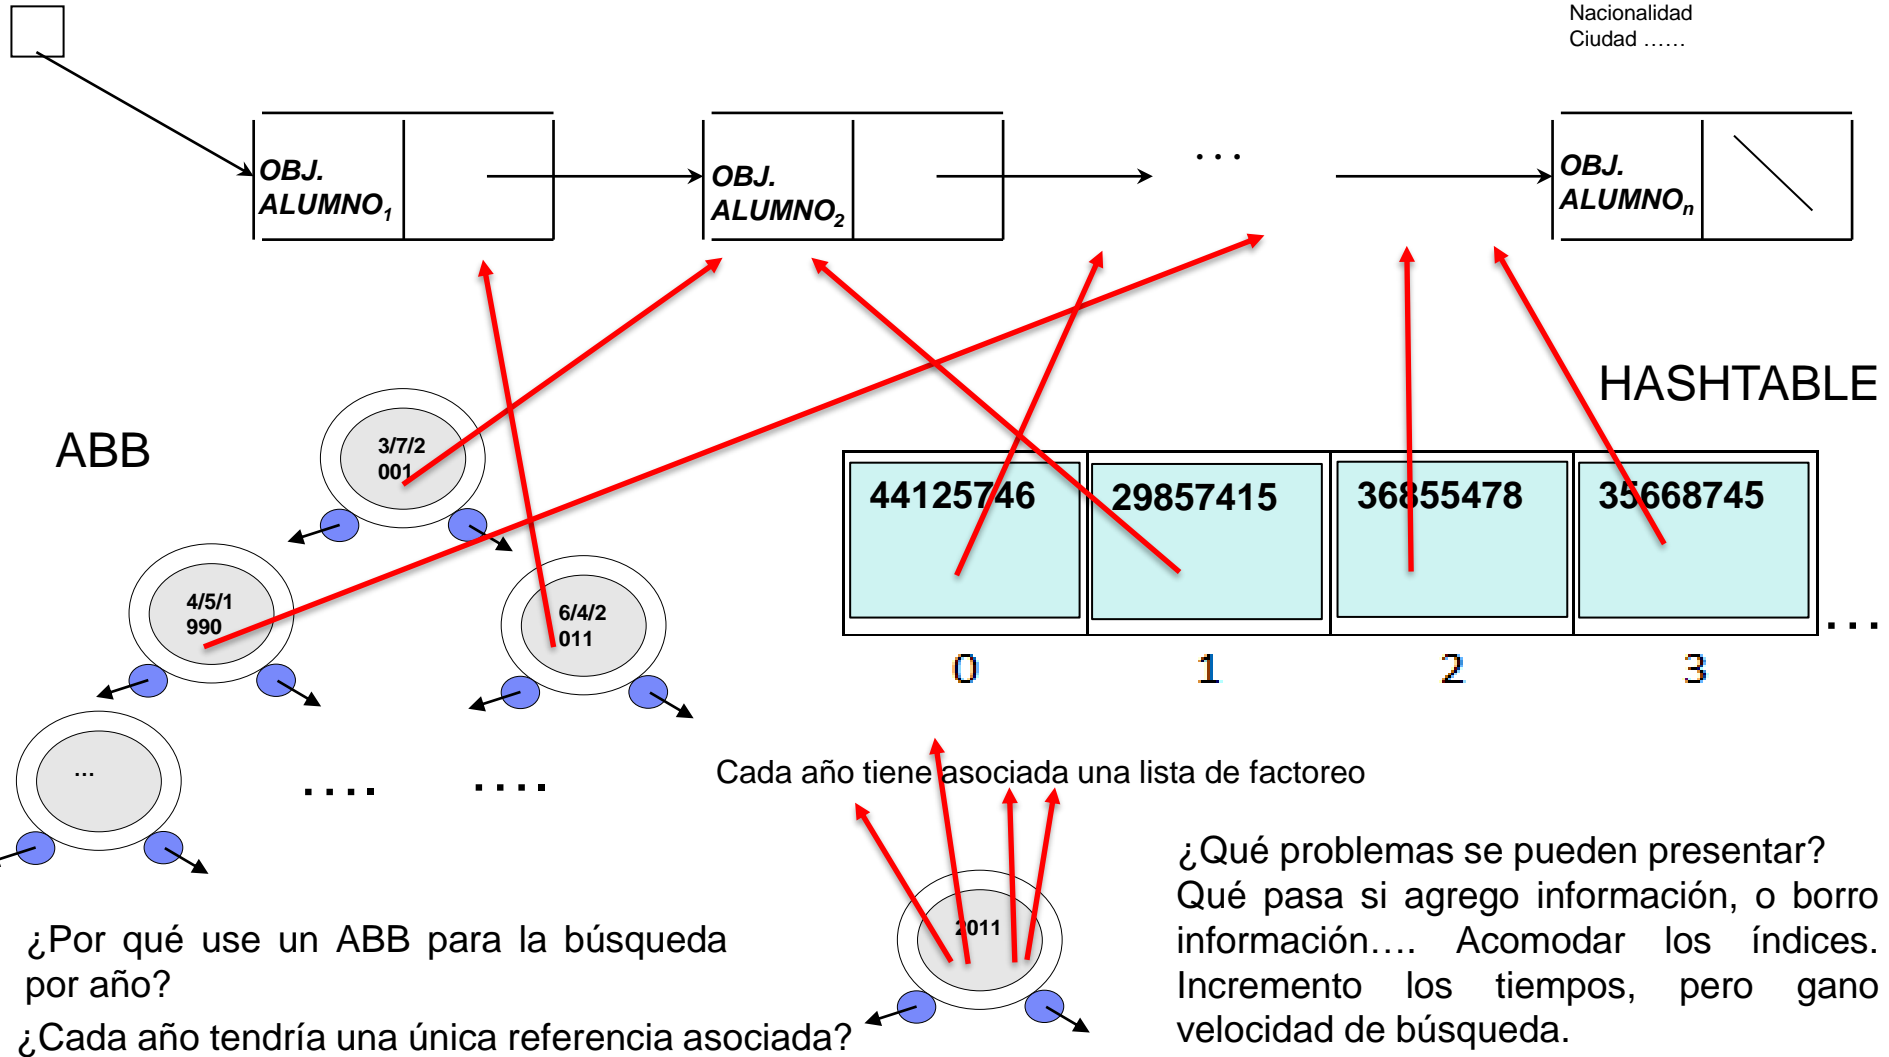 Nacionalidad
Ciudad ……
OBJ.
ALUMNO1
OBJ.
ALUMNO2
...
OBJ.
ALUMNOn
HASHTABLE
ABB
3/7/2
001
44125746
29857415
36855478
35668745
...
4/5/1
990
6/4/2
011
0
1
2
3
...
....
....
Cada año tiene asociada una lista de factoreo
2011
¿Qué problemas se pueden presentar?
Qué pasa si agrego información, o borro
información…. Acomodar los índices.
Incremento los tiempos, pero gano
velocidad de búsqueda.
¿Por qué use un ABB para la búsqueda
por año?
¿Cada año tendría una única referencia asociada?